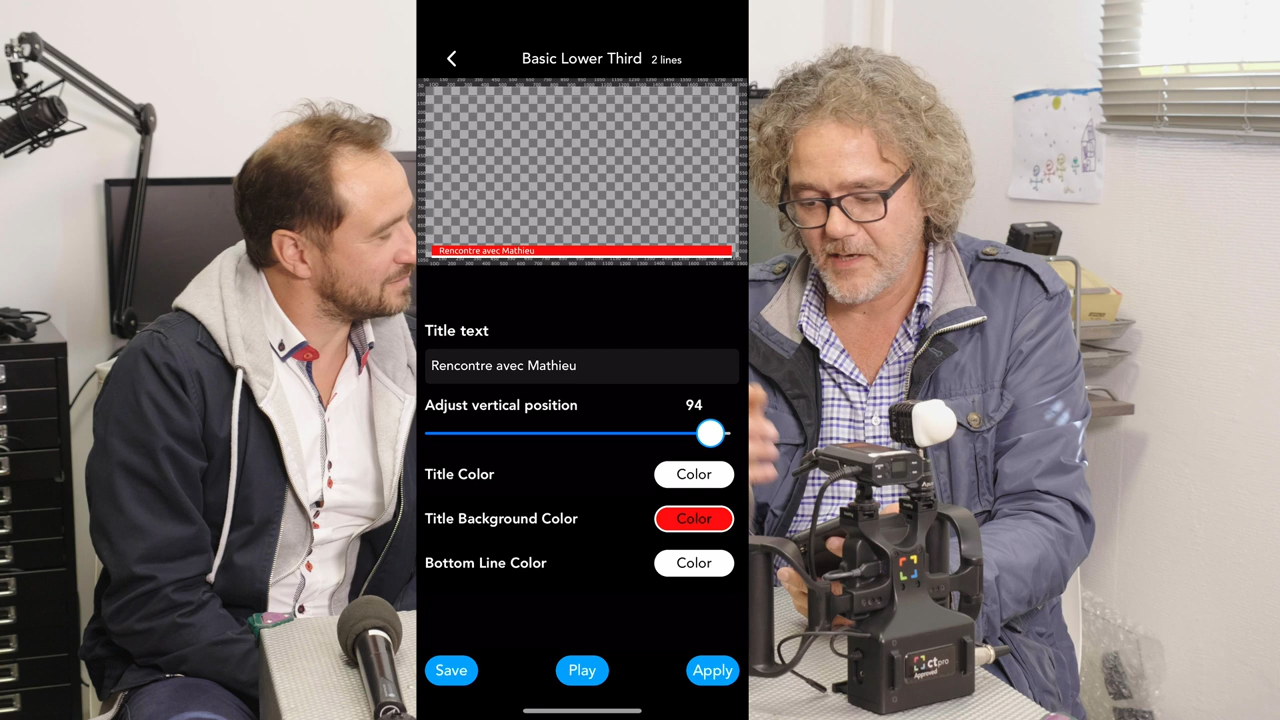 Basic Lower Third 2 lines
Rencontre avec Mathieu
Title text
Rencontre avec Mathieu
Adjust vertical position 94
Title Color Color
Title Background Color Color
Bottom Line Color Color
Save Play Apply
ctpro
Approved